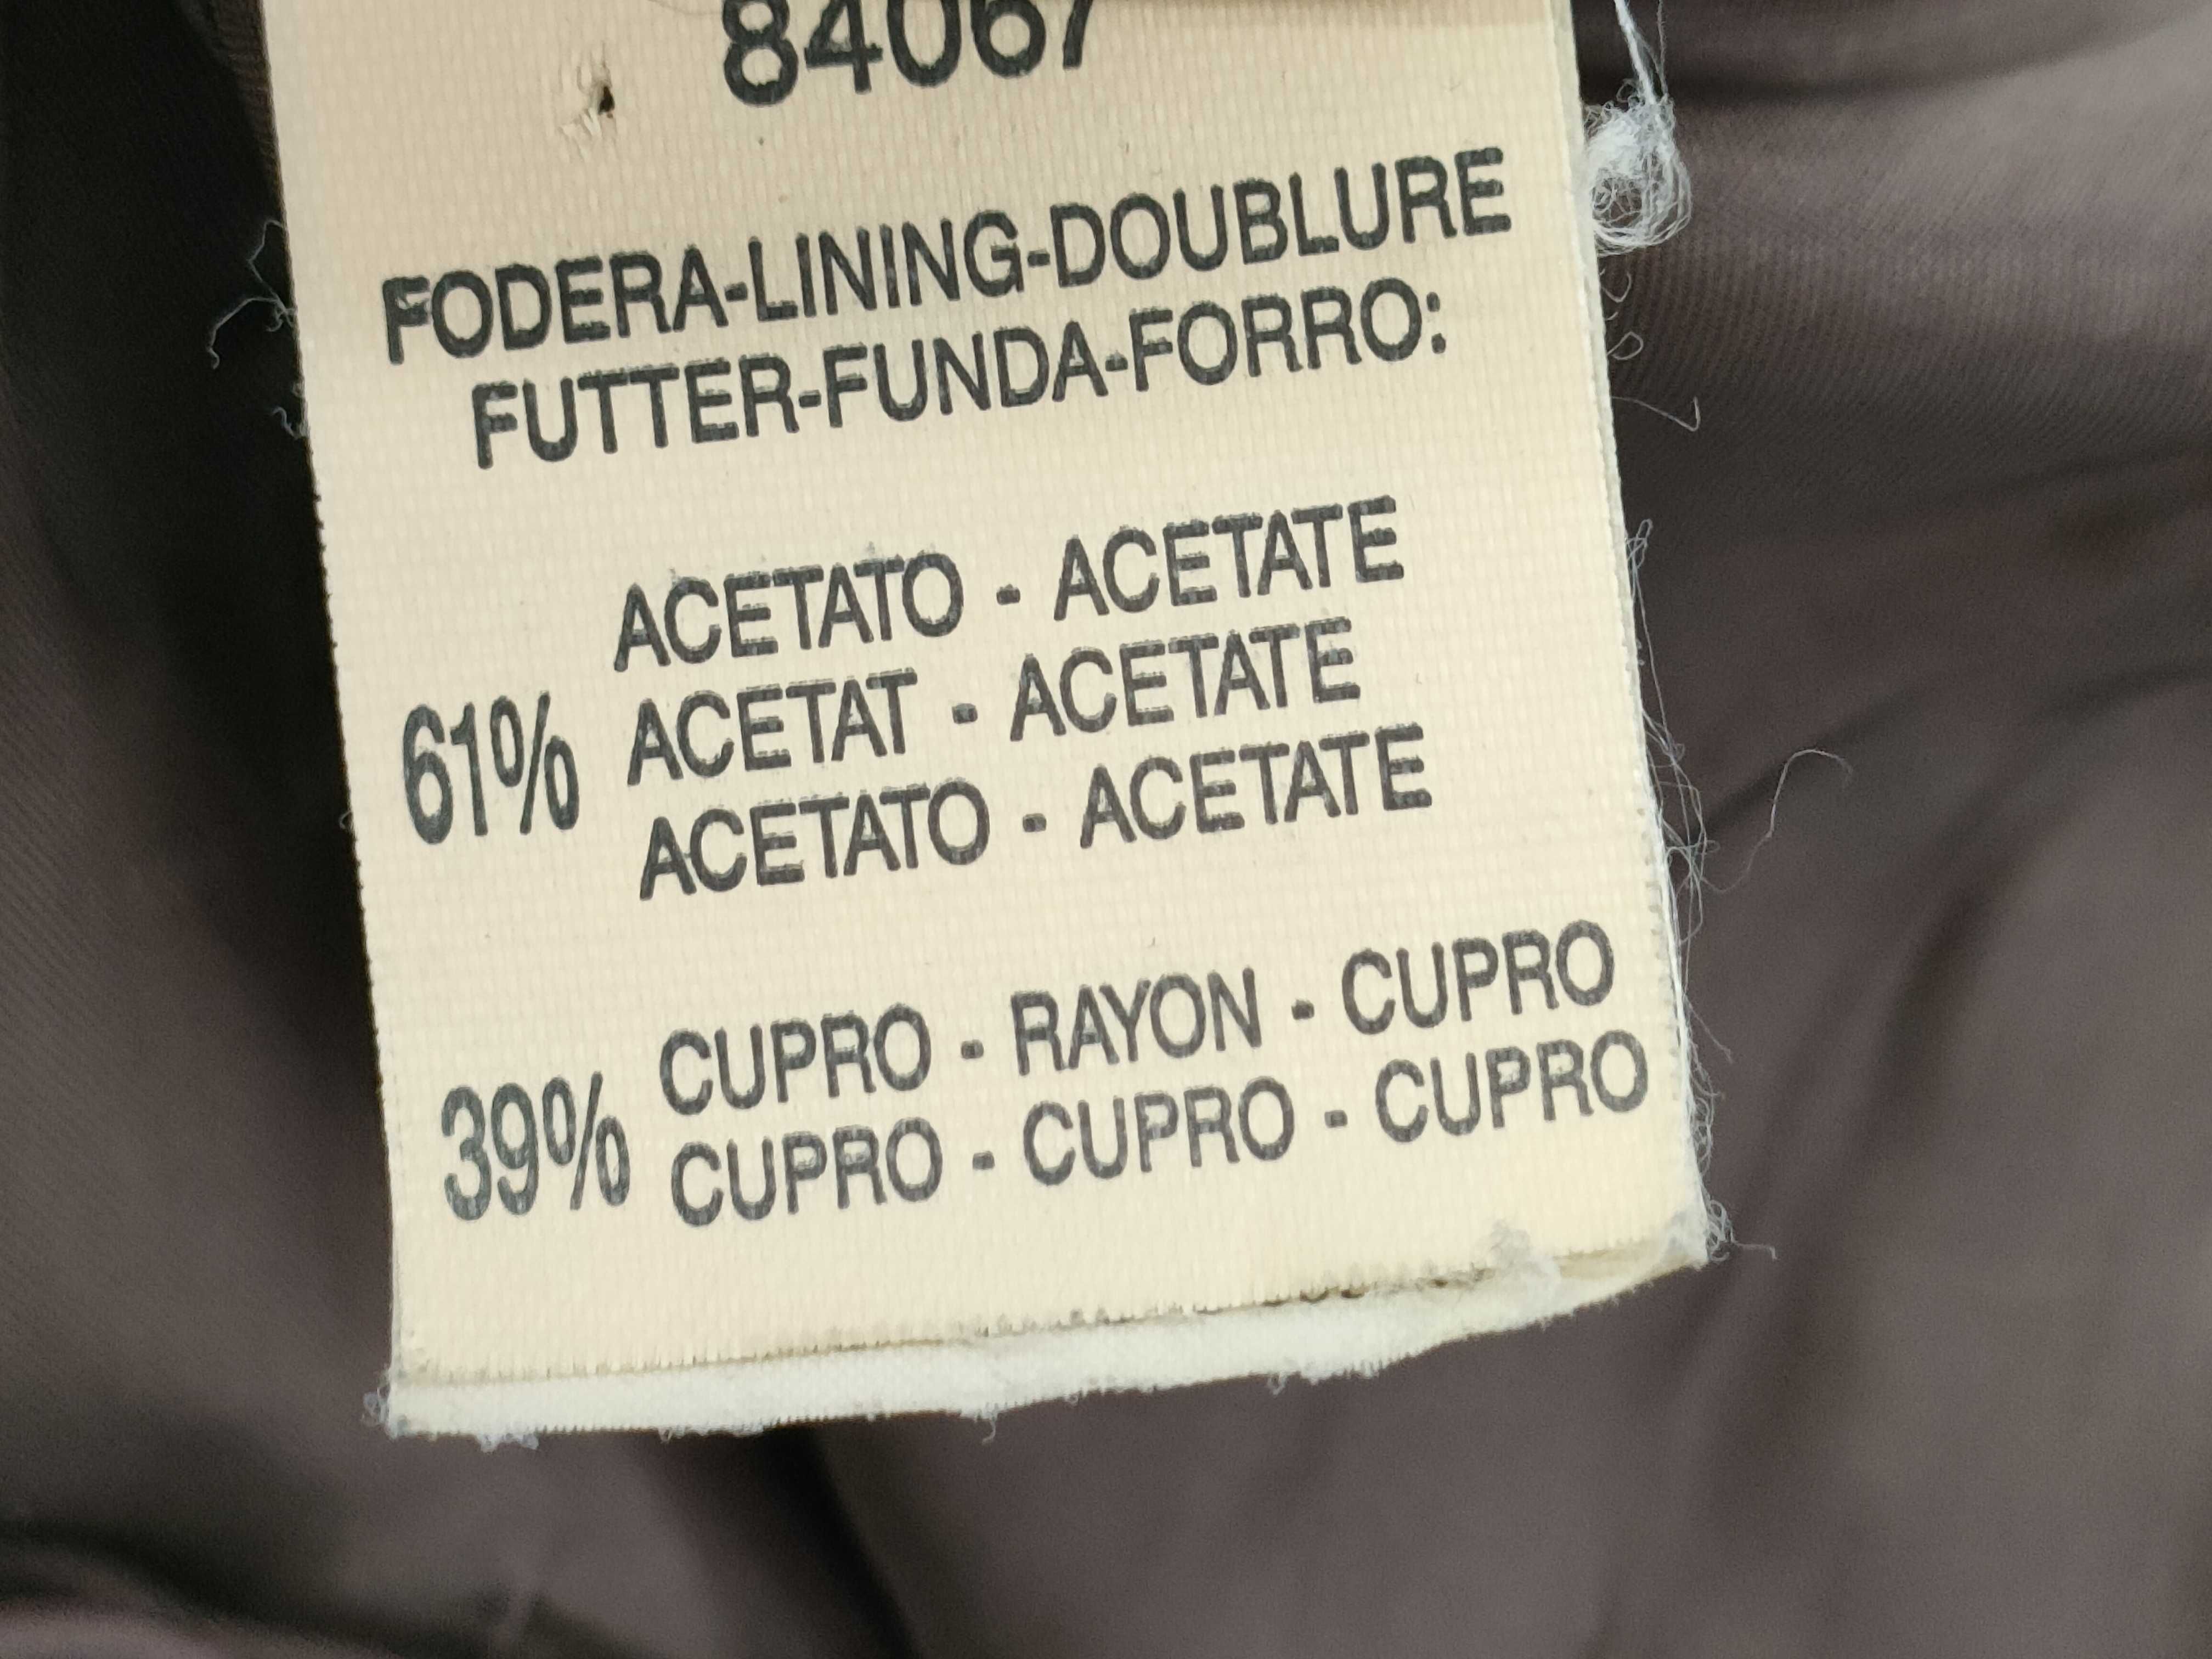 84067
FODERA-LINING-DOUBLURE
FUTTER-FUNDA-FORRO:
ACETATO - ACETATE
61% ACETAT - ACETATE
ACETATO - ACETATE
CUPRO - RAYON - CUPRO
39% CUPRO - CUPRO - CUPRO